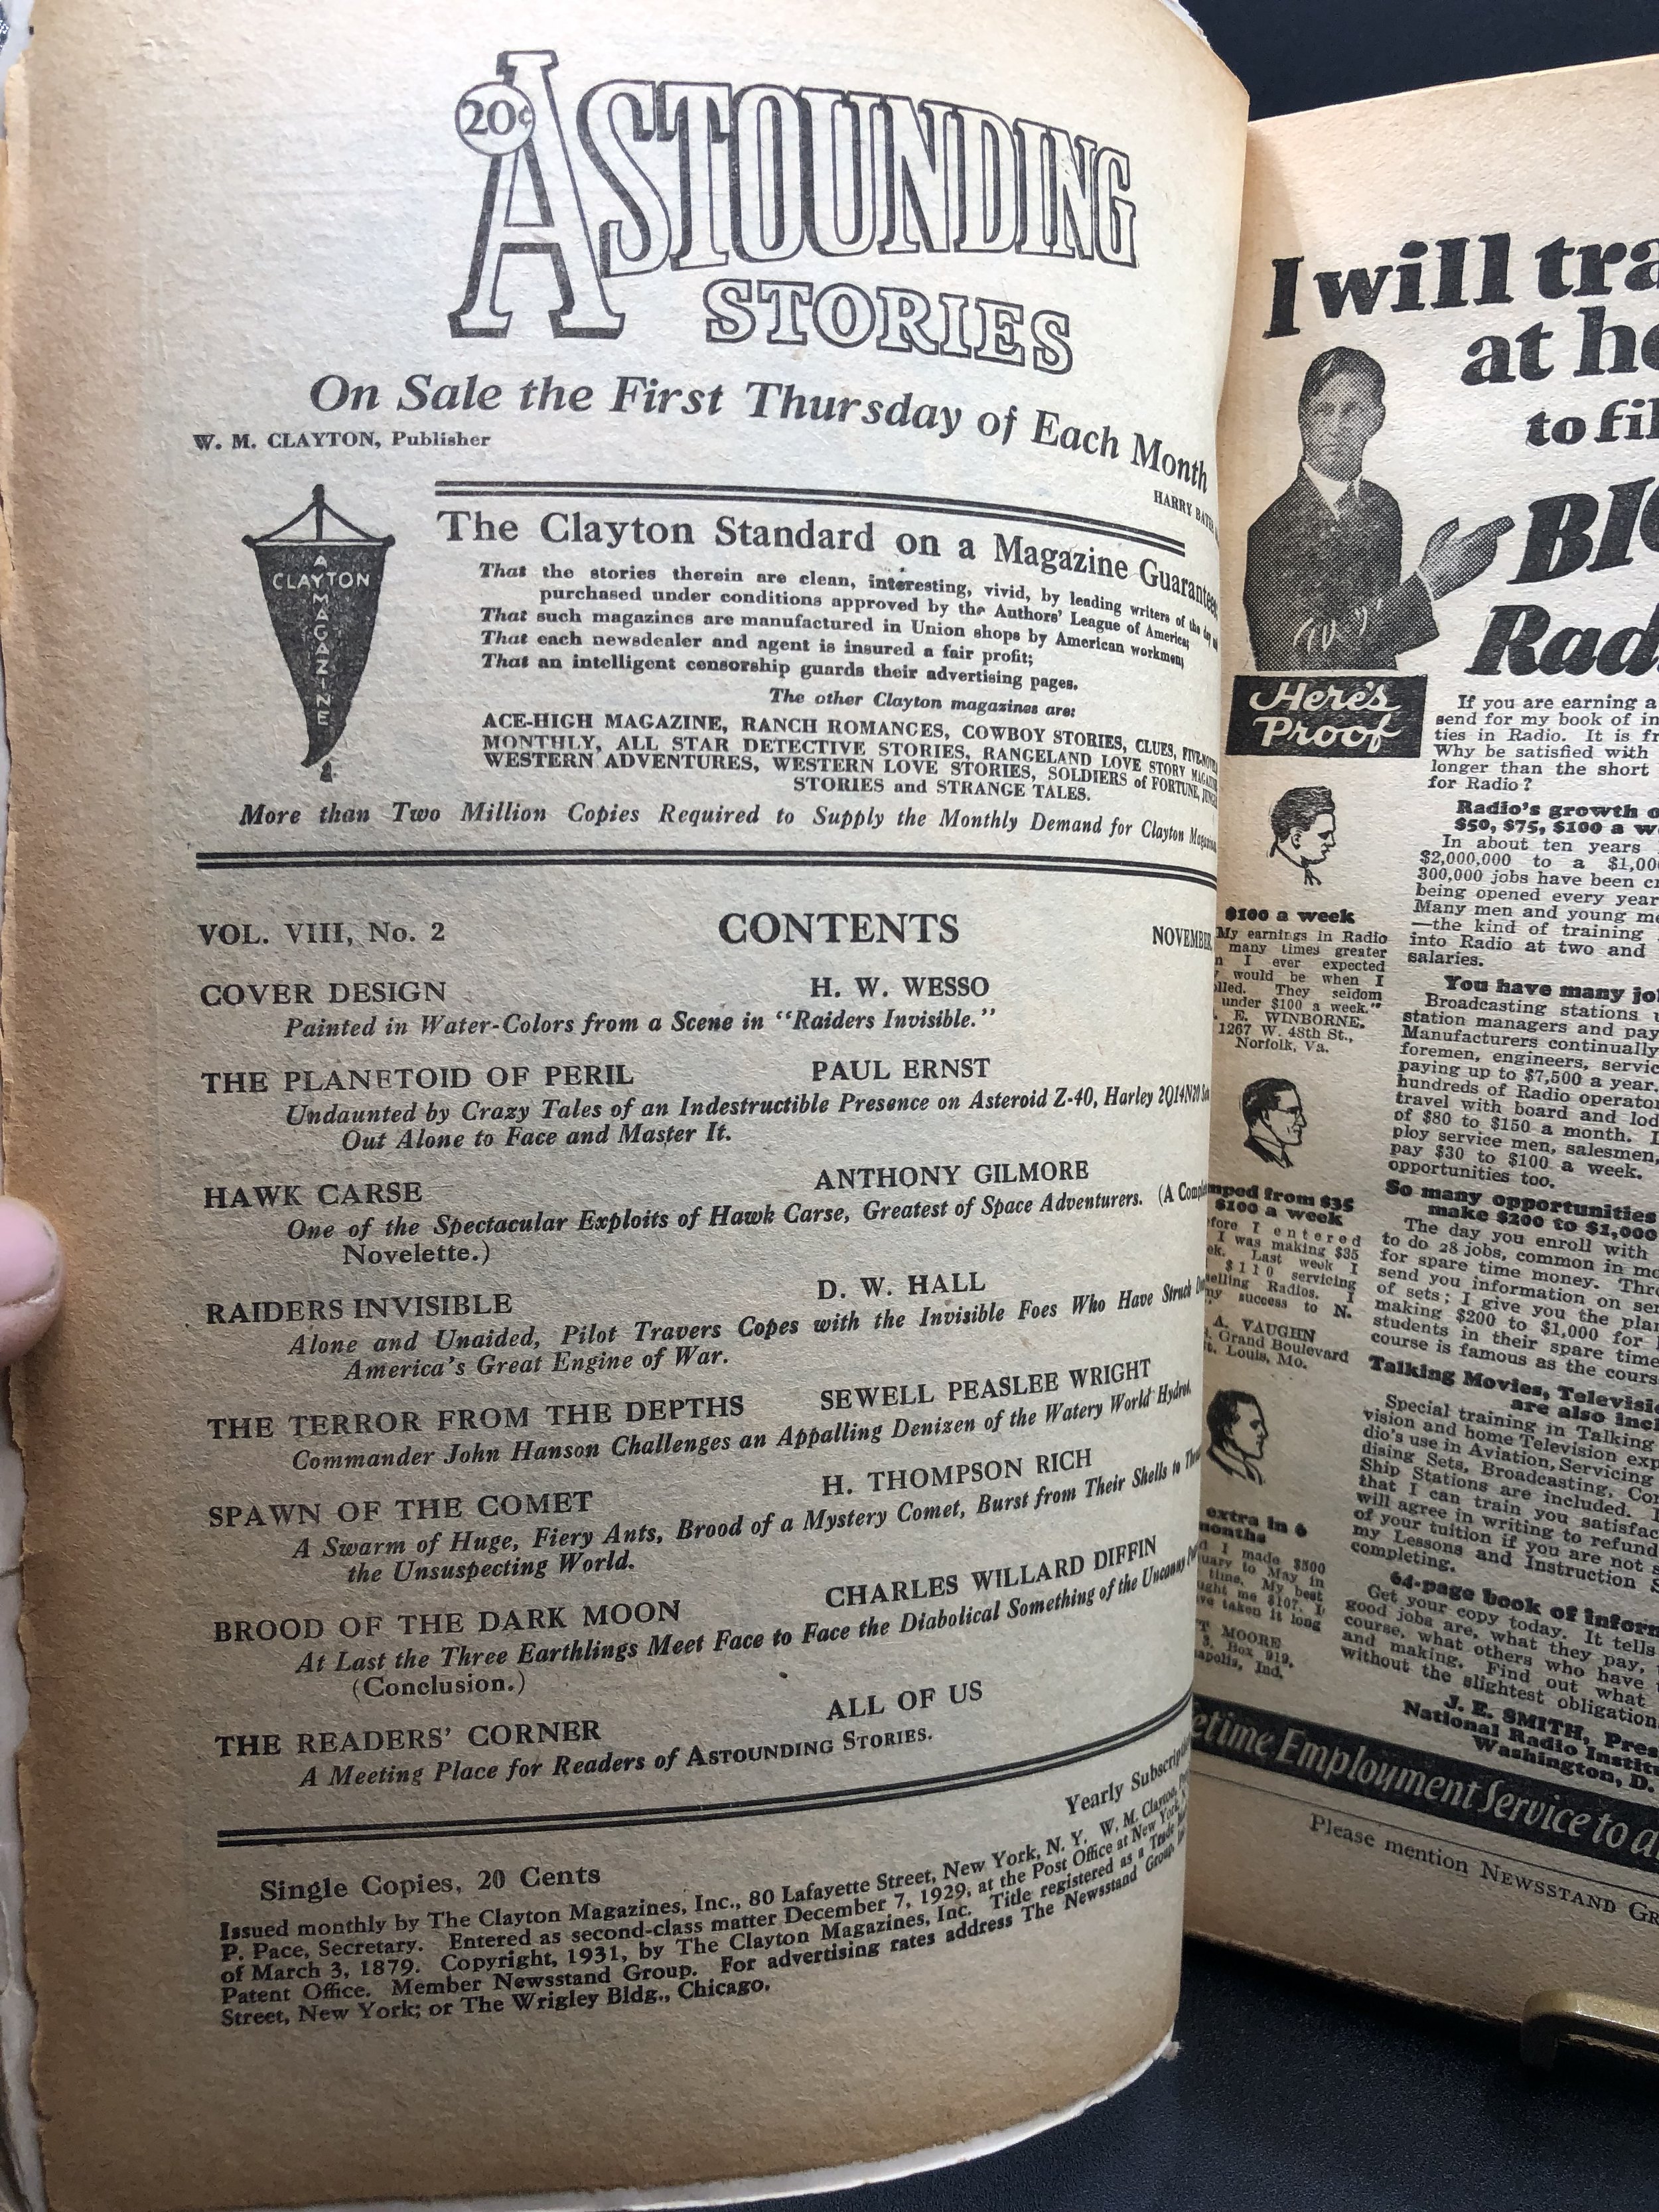 20¢
ASTOUNDING
STORIES
On Sale the First Thursday of Each Month
W. M. CLAYTON, Publisher
HARRY BATES
A CLAYTON MAGAZINE
The Clayton Standard on a Magazine Guarantees
That the stories therein are clean, interesting, vivid, by leading writers of the day and
purchased under conditions approved by the Authors' League of America;
That such magazines are manufactured in Union shops by American workmen;
That each newsdealer and agent is insured a fair profit;
That an intelligent censorship guards their advertising pages.
The other Clayton magazines are:
ACE-HIGH MAGAZINE, RANCH ROMANCES, COWBOY STORIES, CLUES, FIVE-NOVELS
MONTHLY, ALL STAR DETECTIVE STORIES, RANGELAND LOVE STORY MAGAZINE
WESTERN ADVENTURES, WESTERN LOVE STORIES, SOLDIERS of FORTUNE, JUNGLE
STORIES and STRANGE TALES.
More than Two Million Copies Required to Supply the Monthly Demand for Clayton Magazines
VOL. VIII, No. 2
CONTENTS
NOVEMBER,
COVER DESIGN
H. W. WESSO
Painted in Water-Colors from a Scene in "Raiders Invisible."
THE PLANETOID OF PERIL
PAUL ERNST
Undaunted by Crazy Tales of an Indestructible Presence on Asteroid Z-40, Harley 2Q14N20
Out Alone to Face and Master It.
HAWK CARSE
ANTHONY GILMORE
One of the Spectacular Exploits of Hawk Carse, Greatest of Space Adventurers. (A
Novelette.)
RAIDERS INVISIBLE
D. W. HALL
Alone and Unaided, Pilot Travers Copes with the Invisible Foes Who Have Struck
America's Great Engine of War.
THE TERROR FROM THE DEPTHS
SEWELL PEASLEE WRIGHT
Commander John Hanson Challenges an Appalling Denizen of the Watery World Hydrot.
SPAWN OF THE COMET
H. THOMPSON RICH
A Swarm of Huge, Fiery Ants, Brood of a Mystery Comet, Burst from Their Shells to
the Unsuspecting World.
BROOD OF THE DARK MOON
CHARLES WILLARD DIFFIN
At Last the Three Earthlings Meet Face to Face the Diabolical Something of the Uncanny
(Conclusion.)
THE READERS' CORNER
ALL OF US
A Meeting Place for Readers of ASTOUNDING STORIES.
Single Copies, 20 Cents
Yearly
Issued monthly by The Clayton Magazines, Inc., 80 Lafayette Street, New York, N. Y. W. M. Clayton,
P. Pace, Secretary. Entered as second-class matter December 7, 1929, at the Post Office at New York,
of March 3, 1879. Copyright, 1931, by The Clayton Magazines, Inc. Title registered as a Trade
Patent Office. Member Newsstand Group. For advertising rates address The Newsstand Group,
Street, New York; or The Wrigley Bldg., Chicago.
I will tra
at ho
to fil
BIG
Rad
Here's
Proof
If you are earning a
send for my book of in
ties in Radio. It is fr
Why be satisfied with
longer than the short
for Radio?
Radio's growth o
$50, $75, $100 a w
In about ten years
$2,000,000 to a $1,00
300,000 jobs have been cr
being opened every year
Many men and young me
—the kind of training
into Radio at two and
salaries.
You have many jo
Broadcasting stations u
station managers and pay
Manufacturers continually
foremen, engineers, servic
paying up to $7,500 a year.
hundreds of Radio operator
travel with board and lod
of $80 to $150 a month.
ploy service men, salesmen,
pay $30 to $100 a week.
opportunities too.
So many opportunities
make $200 to $1,000
The day you enroll with
to do 28 jobs, common in mo
for spare time money. Thro
send you information on ser
of sets; I give you the plan
making $200 to $1,000 for
students in their spare time
course is famous as the cours
Talking Movies, Televisio
are also incl
Special training in Talking
vision and home Television exp
dio's use in Aviation, Servicing
dising Sets, Broadcasting, Com
Ship Stations are included.
that I can train you satisfac
will agree in writing to refund
of your tuition if you are not s
my Lessons and Instruction S
completing.
64-page book of inform
Get your copy today. It tells
good jobs are, what they pay,
course, what others who have
and making. Find out what
without the slightest obligation
J. E. SMITH, Pres
National Radio Institu
Washington, D.
$100 a week
"My earnings in Radio
many times greater
n I ever expected
would be when I
lled. They seldom
under $100 a week."
E. WINBORNE,
1267 W. 48th St.,
Norfolk, Va.
mped from $35
$100 a week
efore I entered
I was making $35
ek. Last week I
$110 servicing
selling Radios. I
my success to N.
A. VAUGHN
Grand Boulevard
St. Louis, Mo.
extra in 6
months
I made $500
uary to May in
time. My best
ught me $107. I
ve taken it long
MOORE
3, Box 919,
apolis, Ind.
etime Employment Service to a
Please mention NEWSSTAND GR